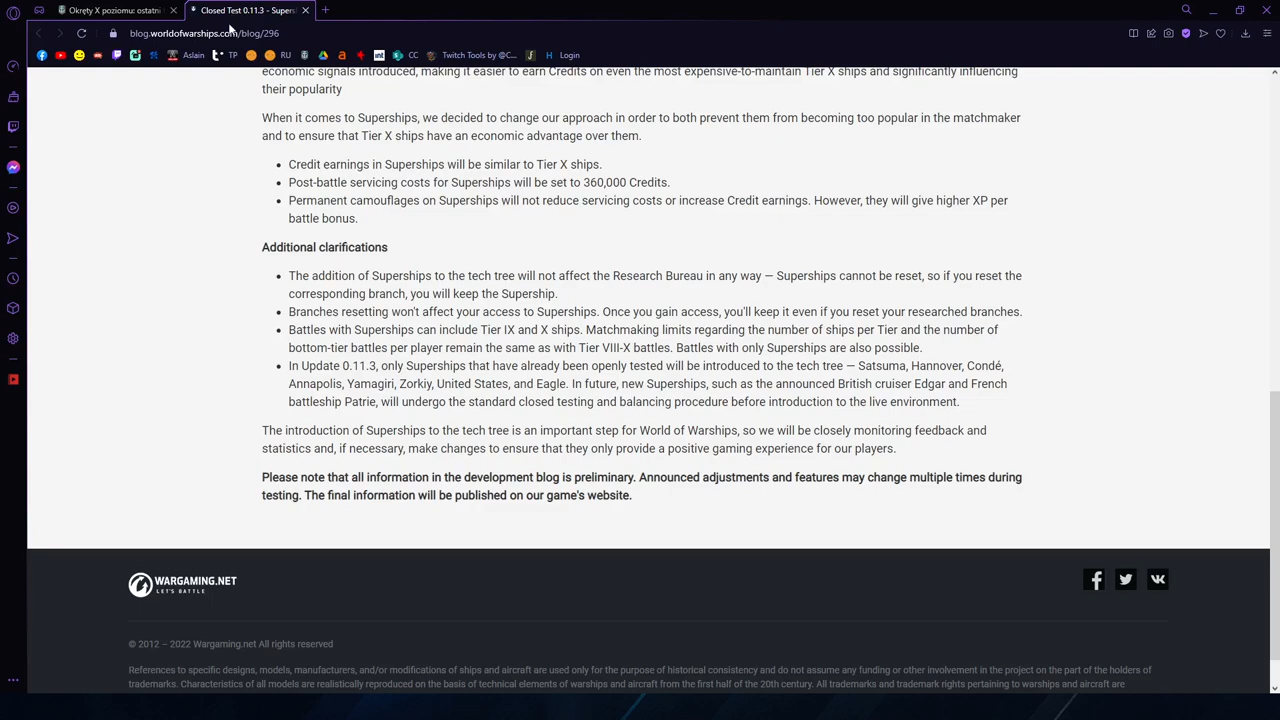 Okręty X poziomu: ostatni
Closed Test 0.11.3 - Supers
blog.worldofwarships.com/blog/296
Aslain TP RU int CC Twitch Tools by @C... Login
economic signals introduced, making it easier to earn Credits on even the most expensive-to-maintain Tier X ships and significantly influencing
their popularity
When it comes to Superships, we decided to change our approach in order to both prevent them from becoming too popular in the matchmaker
and to ensure that Tier X ships have an economic advantage over them.
Credit earnings in Superships will be similar to Tier X ships.
Post-battle servicing costs for Superships will be set to 360,000 Credits.
Permanent camouflages on Superships will not reduce servicing costs or increase Credit earnings. However, they will give higher XP per
battle bonus.
Additional clarifications
The addition of Superships to the tech tree will not affect the Research Bureau in any way — Superships cannot be reset, so if you reset the
corresponding branch, you will keep the Supership.
Branches resetting won't affect your access to Superships. Once you gain access, you'll keep it even if you reset your researched branches.
Battles with Superships can include Tier IX and X ships. Matchmaking limits regarding the number of ships per Tier and the number of
bottom-tier battles per player remain the same as with Tier VIII-X battles. Battles with only Superships are also possible.
In Update 0.11.3, only Superships that have already been openly tested will be introduced to the tech tree — Satsuma, Hannover, Condé,
Annapolis, Yamagiri, Zorkiy, United States, and Eagle. In future, new Superships, such as the announced British cruiser Edgar and French
battleship Patrie, will undergo the standard closed testing and balancing procedure before introduction to the live environment.
The introduction of Superships to the tech tree is an important step for World of Warships, so we will be closely monitoring feedback and
statistics and, if necessary, make changes to ensure that they only provide a positive gaming experience for our players.
Please note that all information in the development blog is preliminary. Announced adjustments and features may change multiple times during
testing. The final information will be published on our game's website.
WARGAMING.NET
LET'S BATTLE
© 2012 – 2022 Wargaming.net All rights reserved
References to specific designs, models, manufacturers, and/or modifications of ships and aircraft are used only for the purpose of historical consistency and do not assume any funding or other involvement in the project on the part of the holders of
trademarks. Characteristics of all models are realistically reproduced on the basis of technical elements of warships and aircraft from the first half of the 20th century. All trademarks and trademark rights pertaining to warships and aircraft are